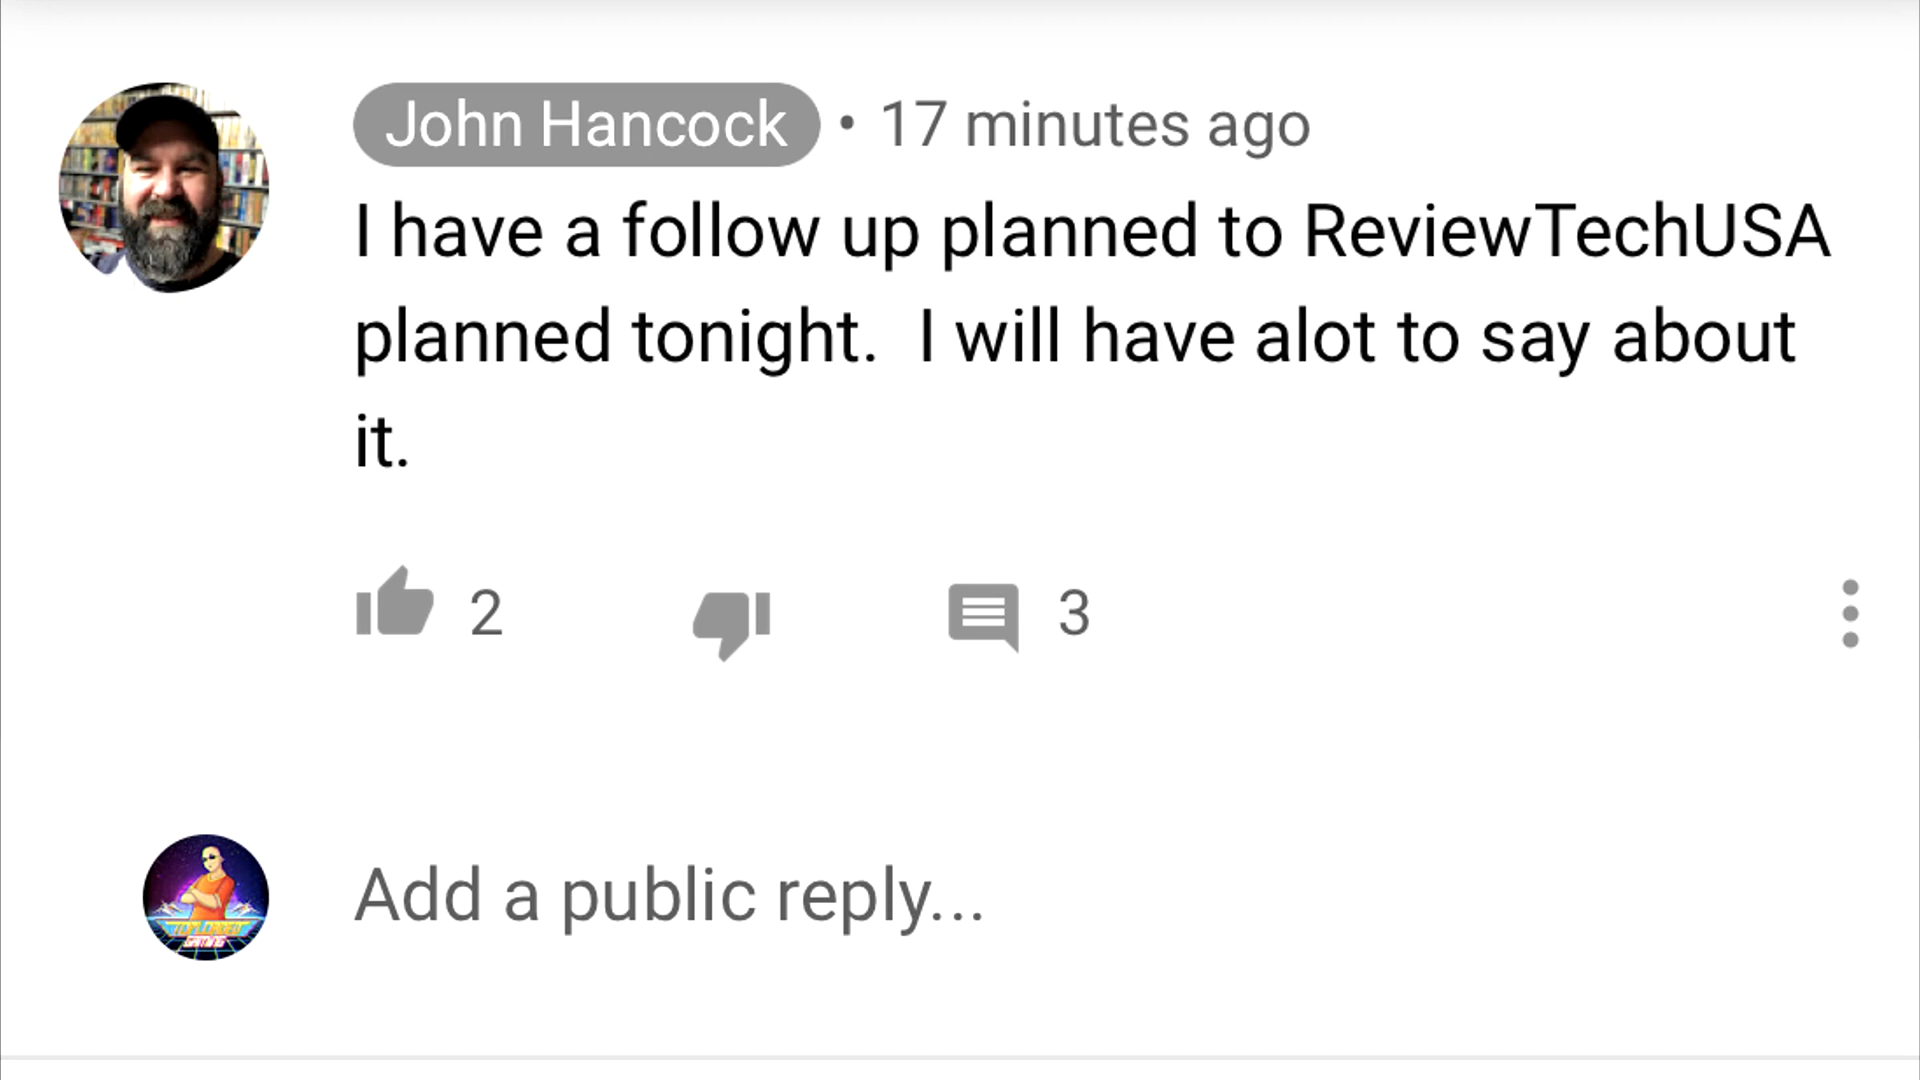 John Hancock • 17 minutes ago
I have a follow up planned to ReviewTechUSA
planned tonight.  I will have alot to say about
it.
2
3
Add a public reply...
GAMING